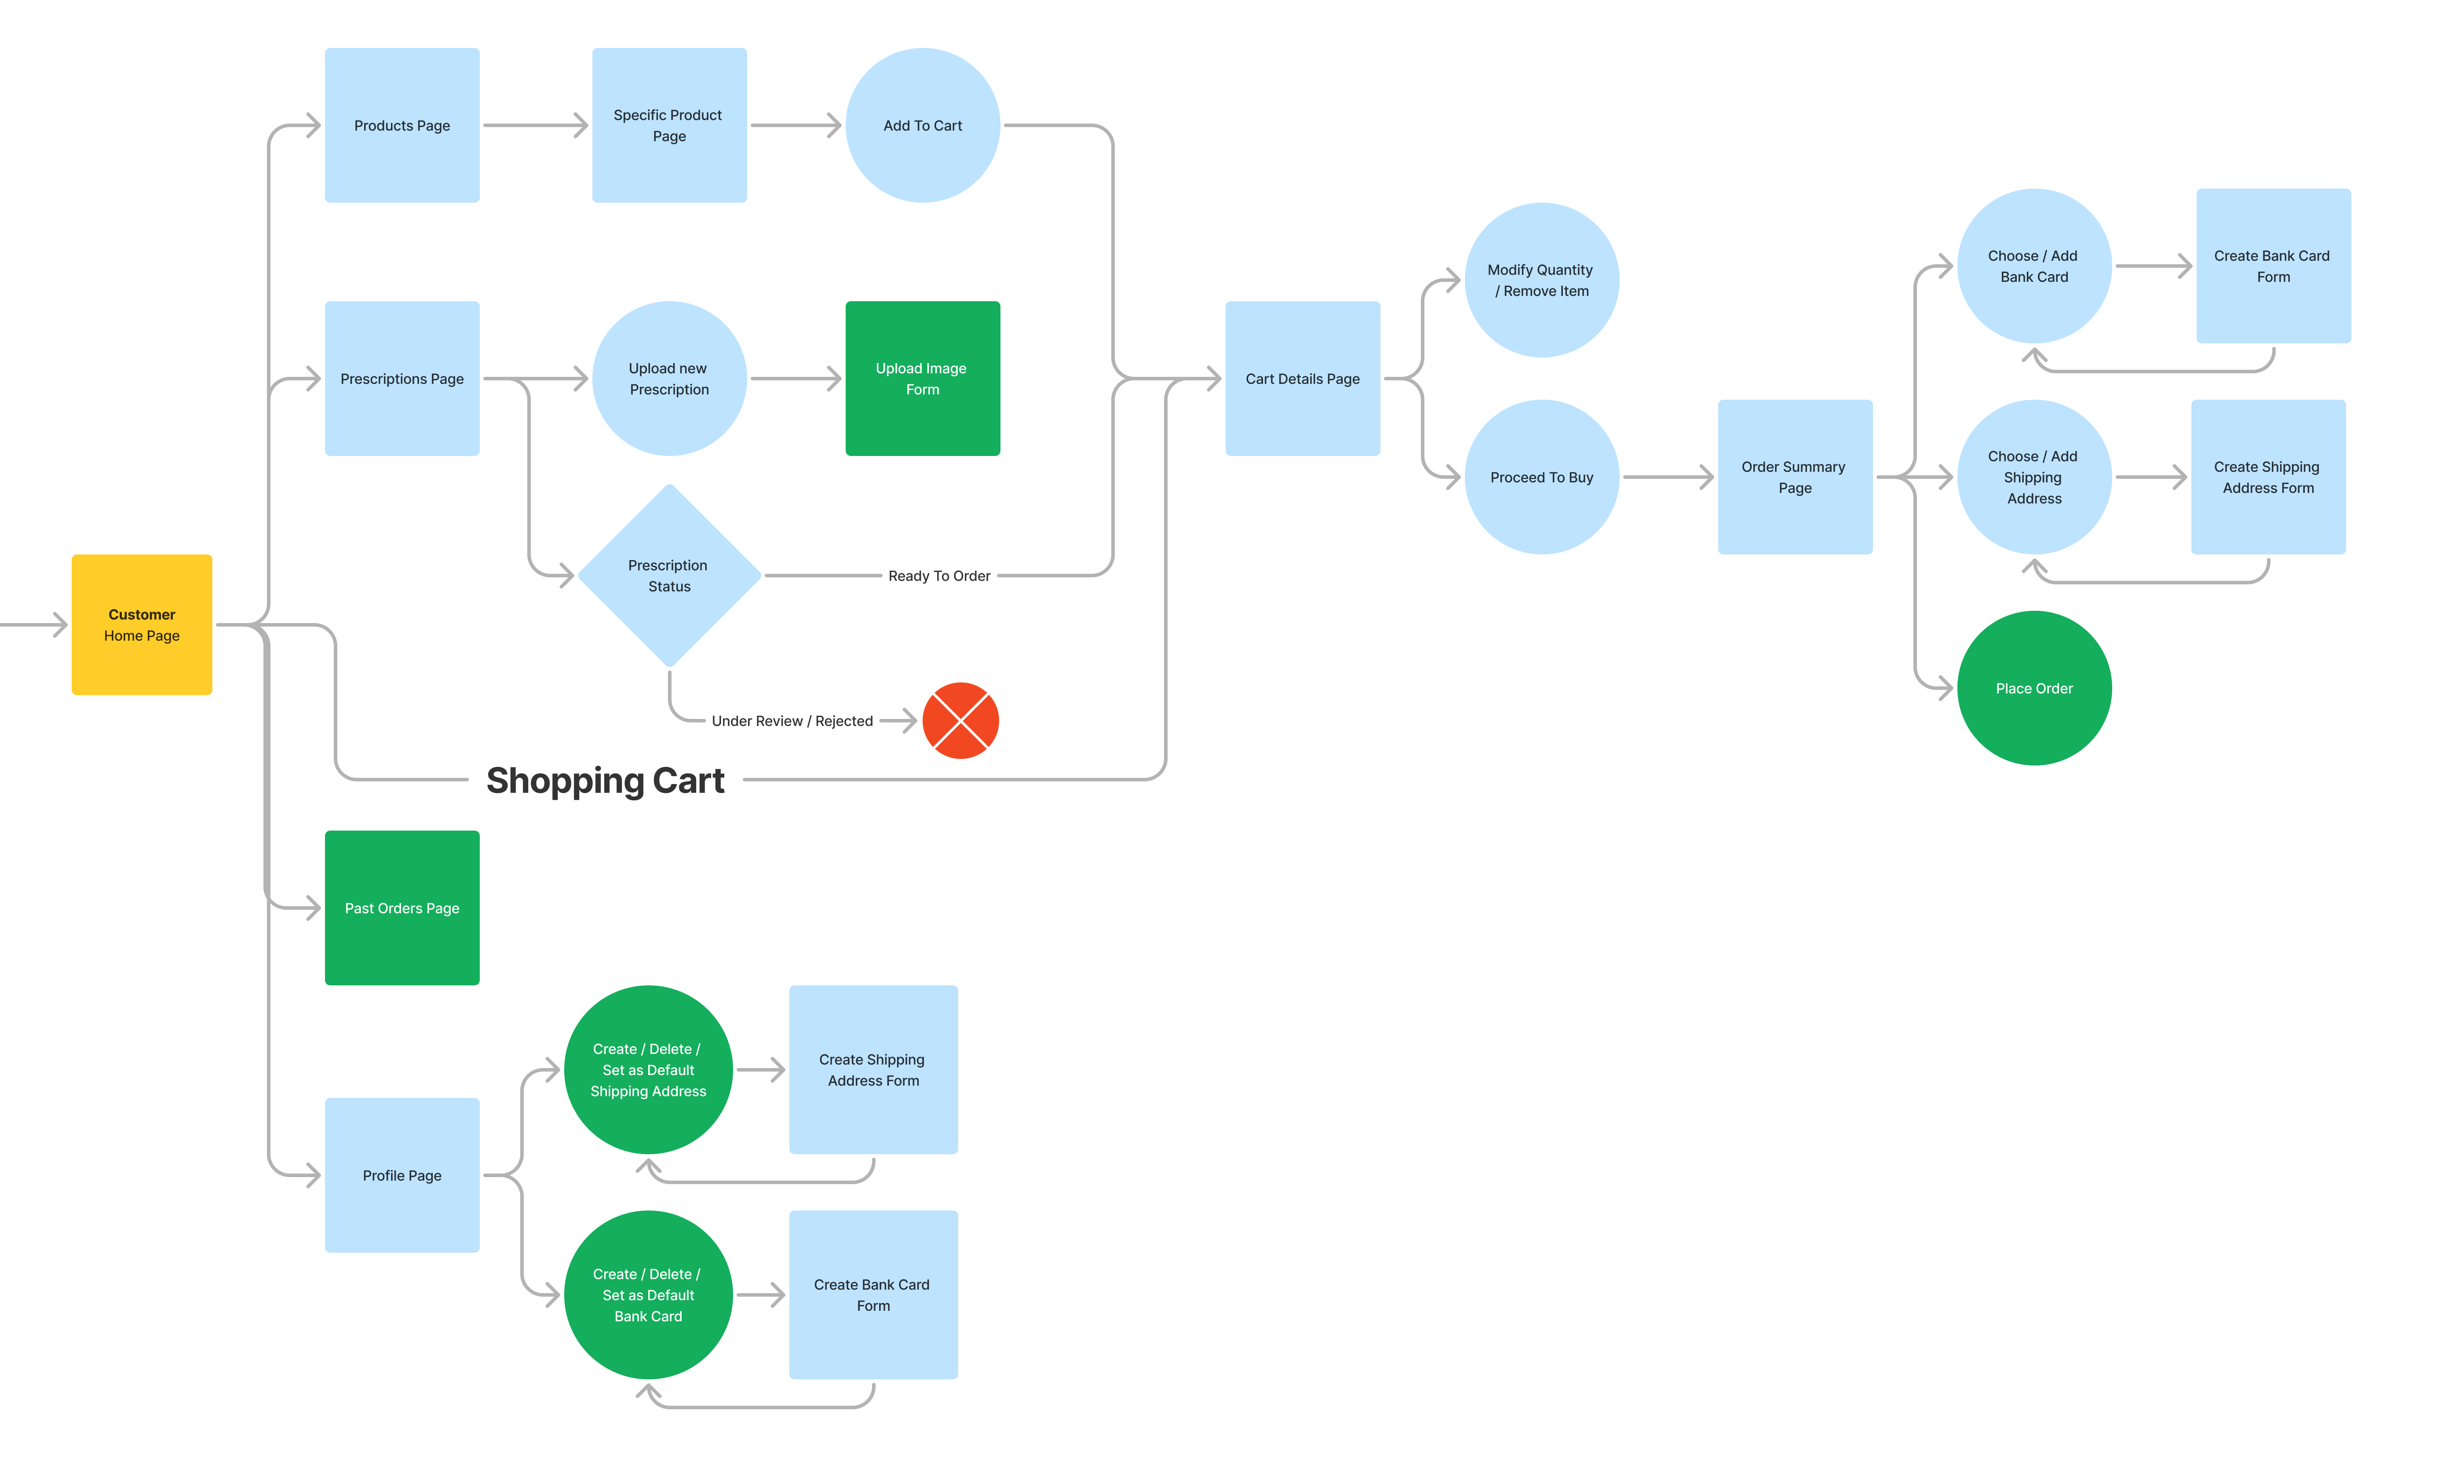 Products Page
Specific Product
Page
Add To Cart
Prescriptions Page
Upload new
Prescription
Upload Image
Form
Prescription
Status
Ready To Order
Under Review / Rejected
Customer
Home Page
Shopping Cart
Cart Details Page
Modify Quantity
/ Remove Item
Proceed To Buy
Order Summary
Page
Choose / Add
Bank Card
Create Bank Card
Form
Choose / Add
Shipping
Address
Create Shipping
Address Form
Place Order
Past Orders Page
Profile Page
Create / Delete /
Set as Default
Shipping Address
Create Shipping
Address Form
Create / Delete /
Set as Default
Bank Card
Create Bank Card
Form